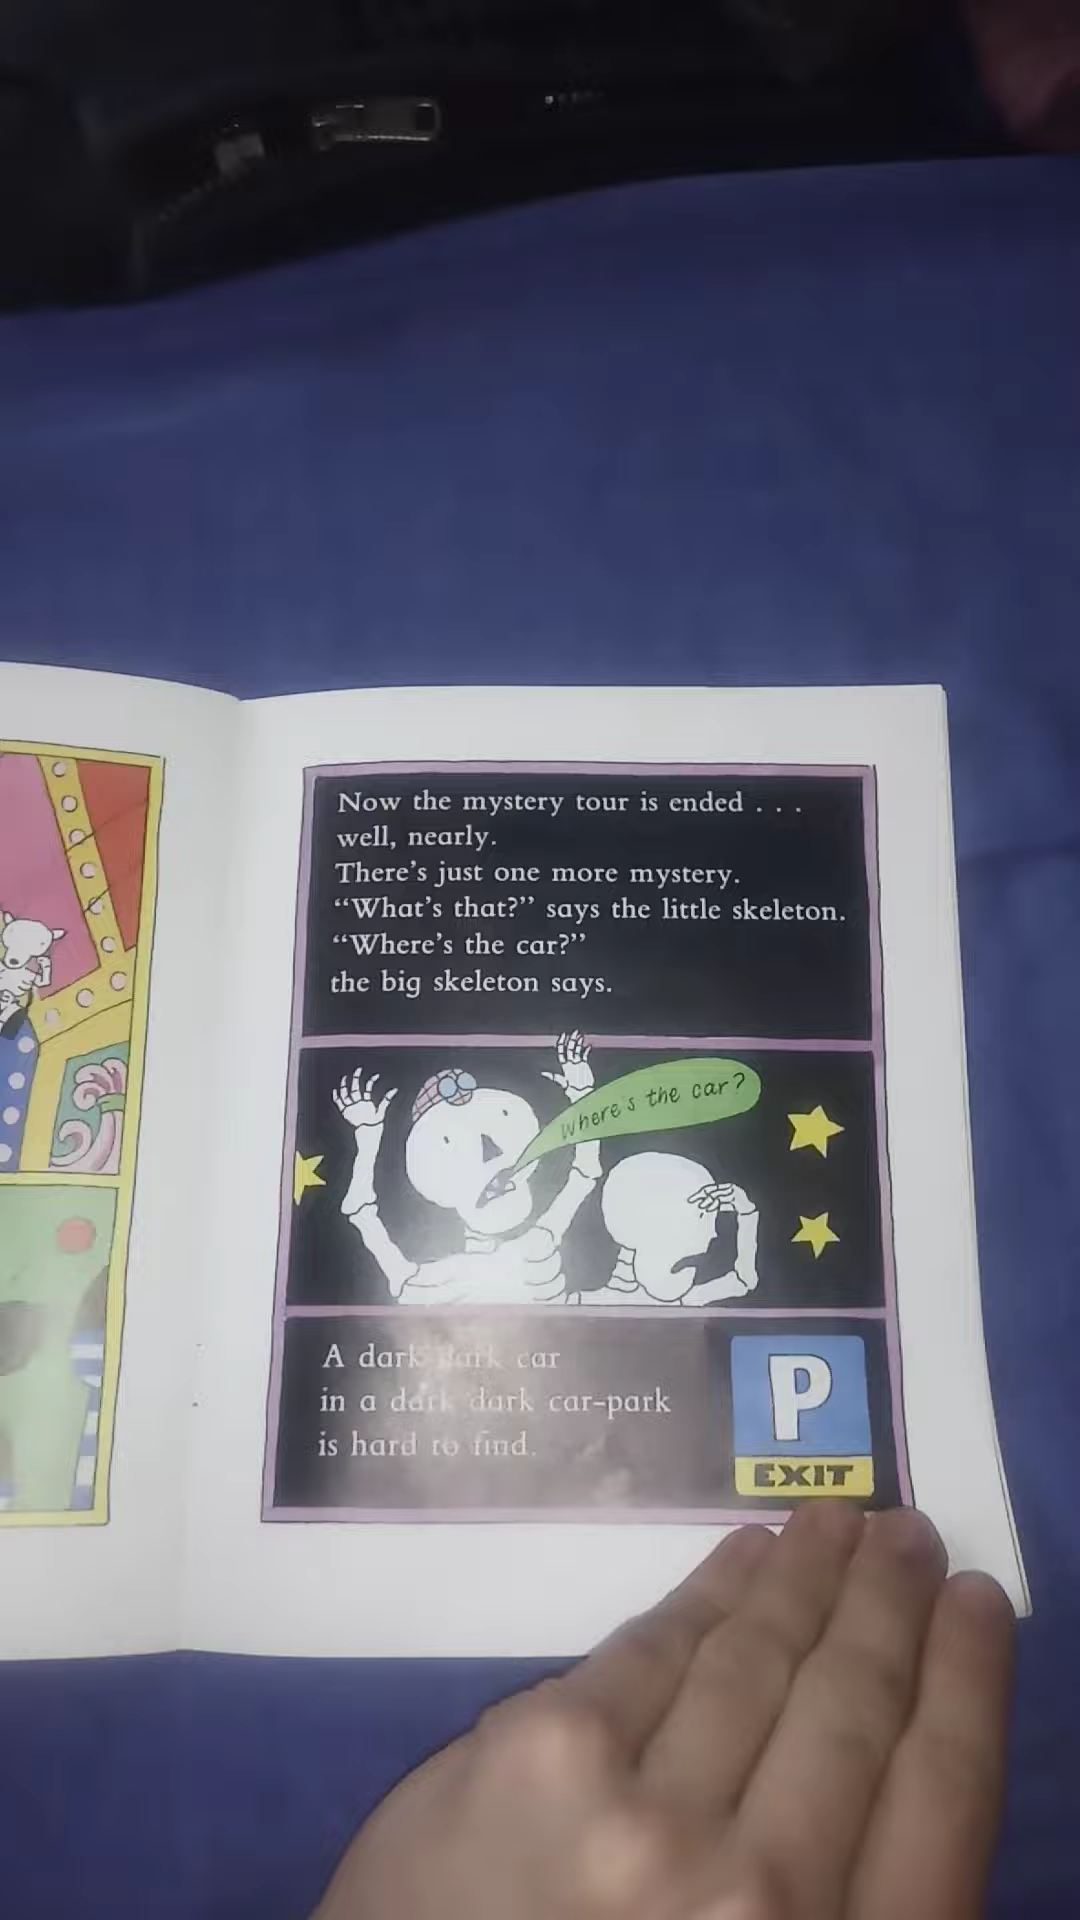 Now the mystery tour is ended . . .
well, nearly.
There's just one more mystery.
“What's that?” says the little skeleton.
“Where's the car?”
the big skeleton says.
Where's the car?
A dark dark car
in a dark dark car-park
is hard to find.
P
EXIT